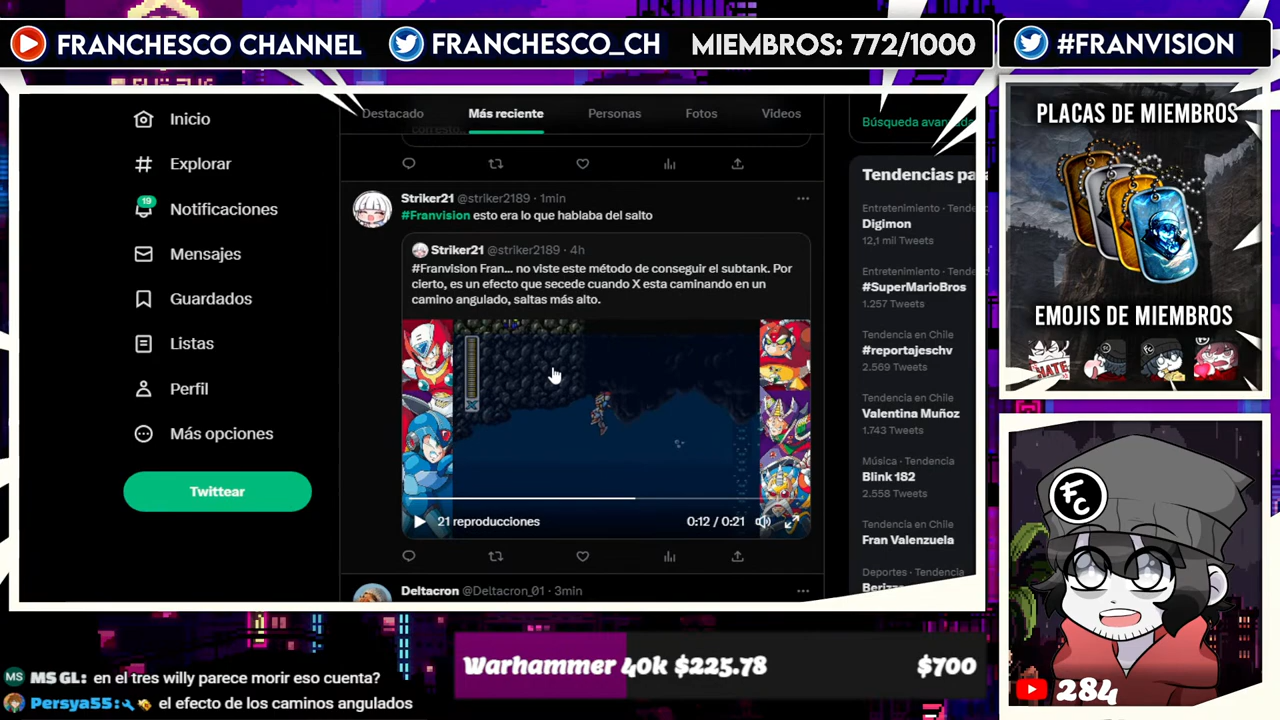 FRANCHESCO CHANNEL
FRANCHESCO_CH
MIEMBROS: 772/1000
#FRANVISION
Inicio
Explorar
19
Notificaciones
Mensajes
Guardados
Listas
Perfil
Más opciones
Twittear
Destacado
Más reciente
Personas
Fotos
Videos
Striker21 @striker2189 · 1min
#Franvision esto era lo que hablaba del salto
Striker21 @striker2189 · 4h
#Franvision Fran... no viste este método de conseguir el subtank. Por
cierto, es un efecto que secede cuando X esta caminando en un
camino angulado, saltas más alto.
21 reproducciones
0:12 / 0:21
Deltacron @Deltacron_01 · 3min
Búsqueda avanzada
Tendencias pa
Entretenimiento · Tende
Digimon
12,1 mil Tweets
Entretenimiento · Tende
#SuperMarioBros
1.257 Tweets
Tendencia en Chile
#reportajeschv
2.569 Tweets
Tendencia en Chile
Valentina Muñoz
1.743 Tweets
Música · Tendencia
Blink 182
2.558 Tweets
Tendencia en Chile
Fran Valenzuela
Deportes · Tendencia
PLACAS DE MIEMBROS
EMOJIS DE MIEMBROS
HATE
FC
284
MS GL: en el tres willy parece morir eso cuenta?
Persya55: el efecto de los caminos angulados
Warhammer 40k $225.78
$700